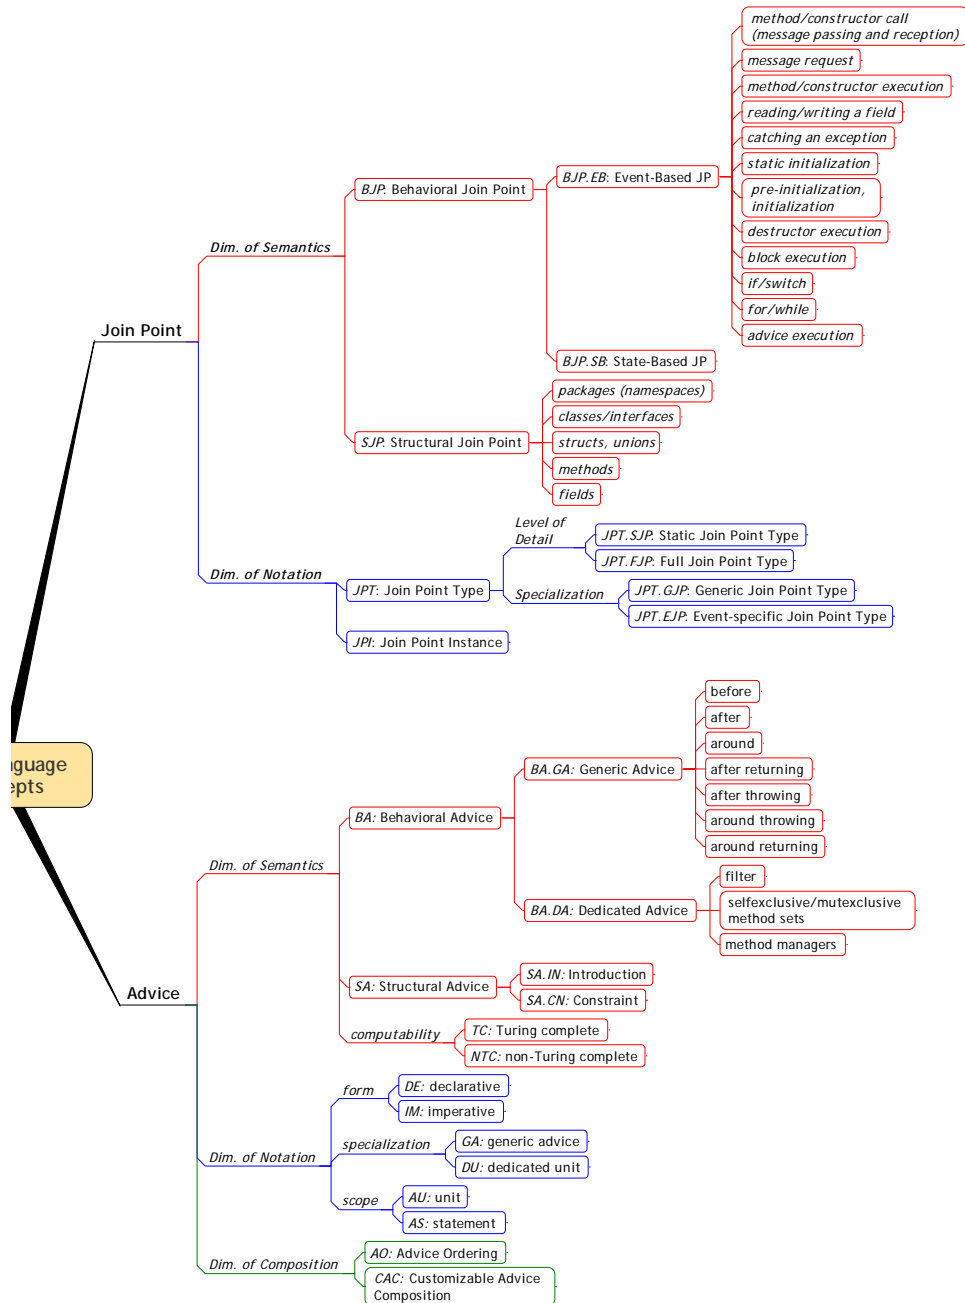 method/constructor call
(message passing and reception)
message request
method/constructor execution
reading/writing a field
catching an exception
static initialization
pre-initialization,
initialization
destructor execution
block execution
if/switch
for/while
advice execution
BJP.EB: Event-Based JP
BJP: Behavioral Join Point
Dim. of Semantics
Join Point
BJP.SB: State-Based JP
packages (namespaces)
classes/interfaces
structs, unions
methods
fields
SJP: Structural Join Point
Level of
Detail
JPT.SJP: Static Join Point Type
JPT.FJP: Full Join Point Type
Dim. of Notation
JPT: Join Point Type
Specialization
JPT.GJP: Generic Join Point Type
JPT.EJP: Event-specific Join Point Type
JPI: Join Point Instance
nguage
epts
before
after
around
after returning
after throwing
around throwing
around returning
BA.GA: Generic Advice
BA: Behavioral Advice
Dim. of Semantics
filter
selfexclusive/mutexclusive
method sets
method managers
BA.DA: Dedicated Advice
SA: Structural Advice
SA.IN: Introduction
SA.CN: Constraint
Advice
computability
TC: Turing complete
NTC: non-Turing complete
form
DE: declarative
IM: imperative
specialization
GA: generic advice
DU: dedicated unit
Dim. of Notation
scope
AU: unit
AS: statement
Dim. of Composition
AO: Advice Ordering
CAC: Customizable Advice
Composition